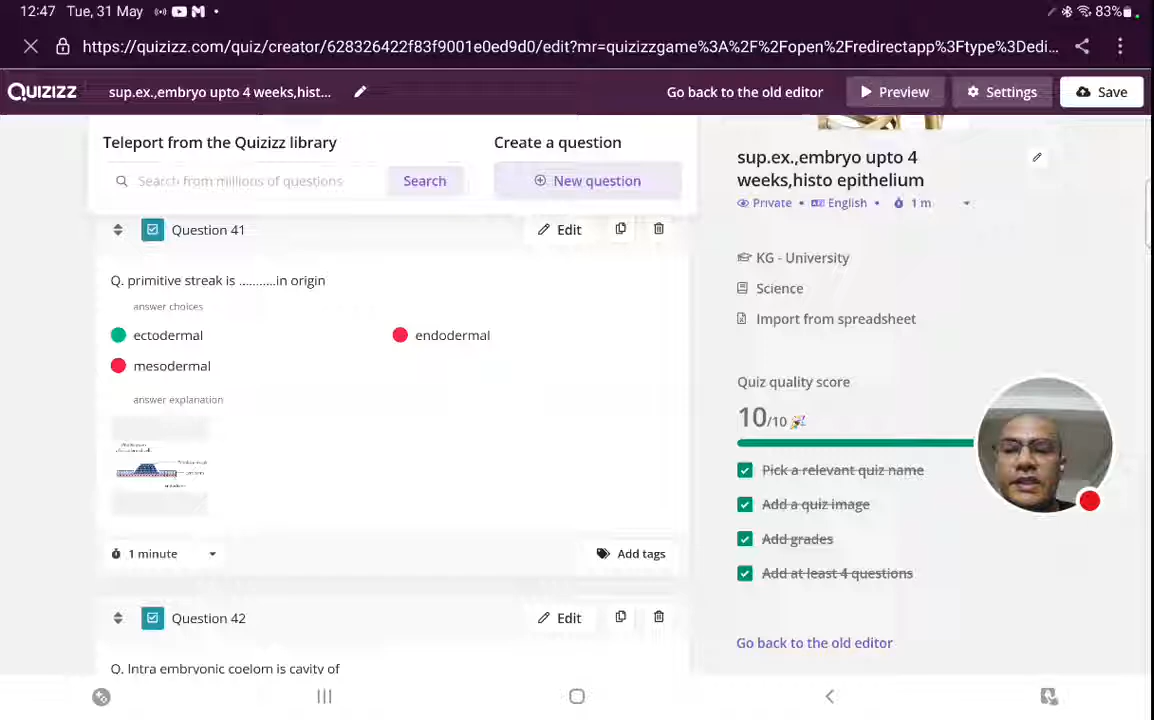 12:47 Tue, 31 May
83%
https://quizizz.com/quiz/creator/628326422f83f9001e0ed9d0/edit?mr=quizizzgame%3A%2F%2Fopen%2Fredirectapp%3Ftype%3Dedi...
QUIZIZZ
sup.ex.,embryo upto 4 weeks,hist...
Go back to the old editor
Preview
Settings
Save
Teleport from the Quizizz library
Create a question
Search from millions of questions
Search
New question
Question 41
Edit
Q. primitive streak is ...........in origin
answer choices
ectodermal
endodermal
mesodermal
answer explanation
1 minute
Add tags
Question 42
Edit
Q. Intra embryonic coelom is cavity of
sup.ex.,embryo upto 4
weeks,histo epithelium
Private • English • 1 m
KG - University
Science
Import from spreadsheet
Quiz quality score
10/10
Pick a relevant quiz name
Add a quiz image
Add grades
Add at least 4 questions
Go back to the old editor